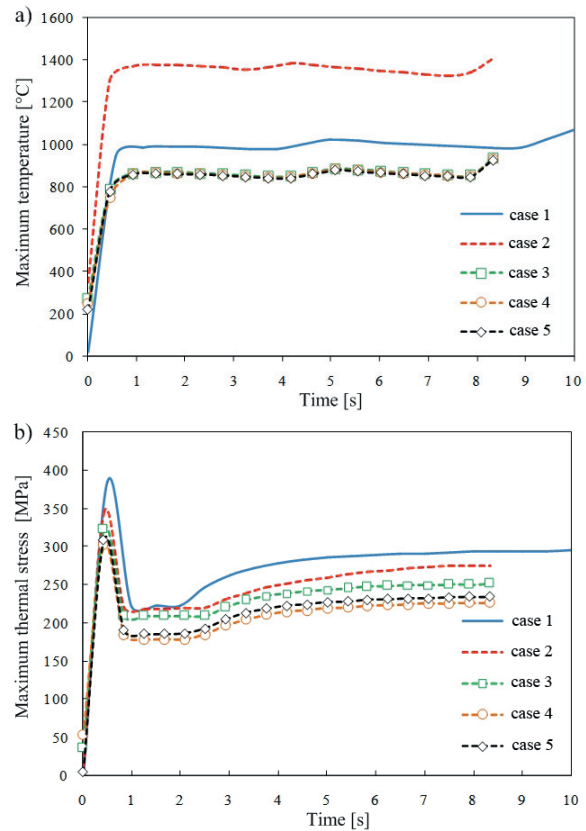 a)
1600
1400
1200
1000
800
600
400
200
0
Maximum temperature [°C]
0 1 2 3 4 5 6 7 8 9 10
Time [s]
case 1
case 2
case 3
case 4
case 5
b)
450
400
350
300
250
200
150
100
50
0
Maximum thermal stress [MPa]
0 1 2 3 4 5 6 7 8 9 10
Time [s]
case 1
case 2
case 3
case 4
case 5